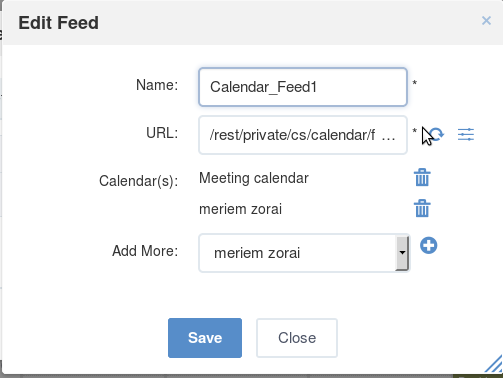 Edit Feed ×
Name: Calendar_Feed1 *
URL: /rest/private/cs/calendar/f ... *
Calendar(s): Meeting calendar
meriem zorai
Add More: meriem zorai
Save Close